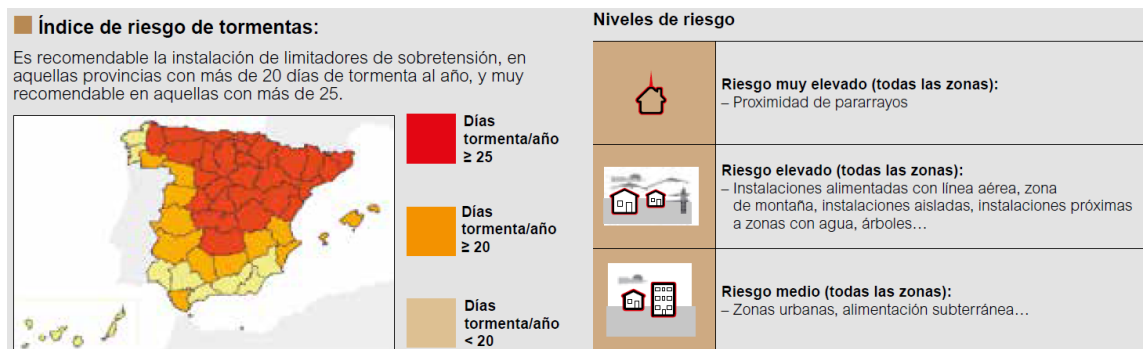 Índice de riesgo de tormentas:
Es recomendable la instalación de limitadores de sobretensión, en
aquellas provincias con más de 20 días de tormenta al año, y muy
recomendable en aquellas con más de 25.
Días
tormenta/año
≥ 25
Días
tormenta/año
≥ 20
Días
tormenta/año
< 20
Niveles de riesgo
Riesgo muy elevado (todas las zonas):
– Proximidad de pararrayos
Riesgo elevado (todas las zonas):
– Instalaciones alimentadas con línea aérea, zona
de montaña, instalaciones aisladas, instalaciones próximas
a zonas con agua, árboles…
Riesgo medio (todas las zonas):
– Zonas urbanas, alimentación subterránea…